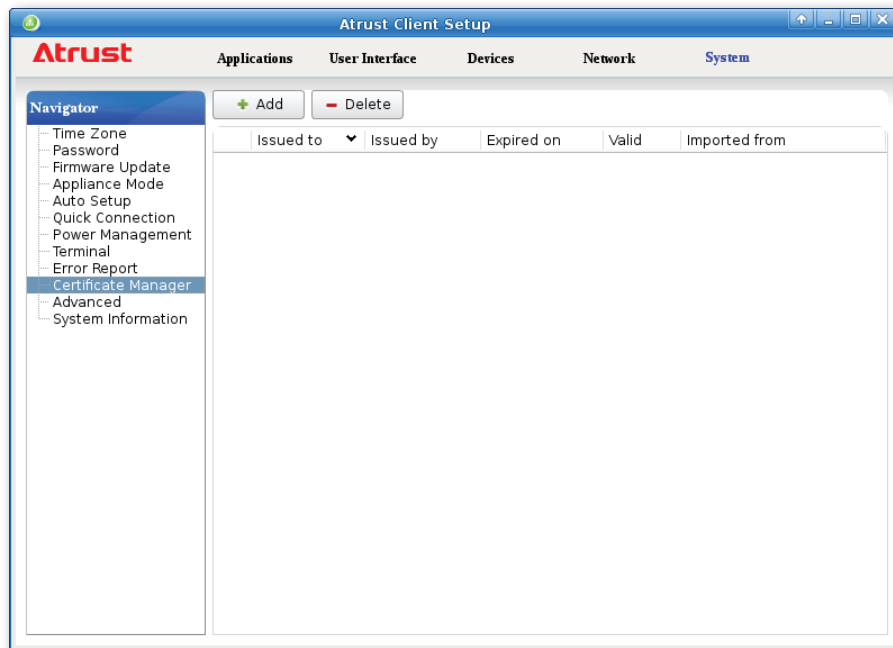 Atrust Client Setup
Atrust
Applications User Interface Devices Network System
Navigator
Time Zone
Password
Firmware Update
Appliance Mode
Auto Setup
Quick Connection
Power Management
Terminal
Error Report
Certificate Manager
Advanced
System Information
Add Delete
Issued to Issued by Expired on Valid Imported from